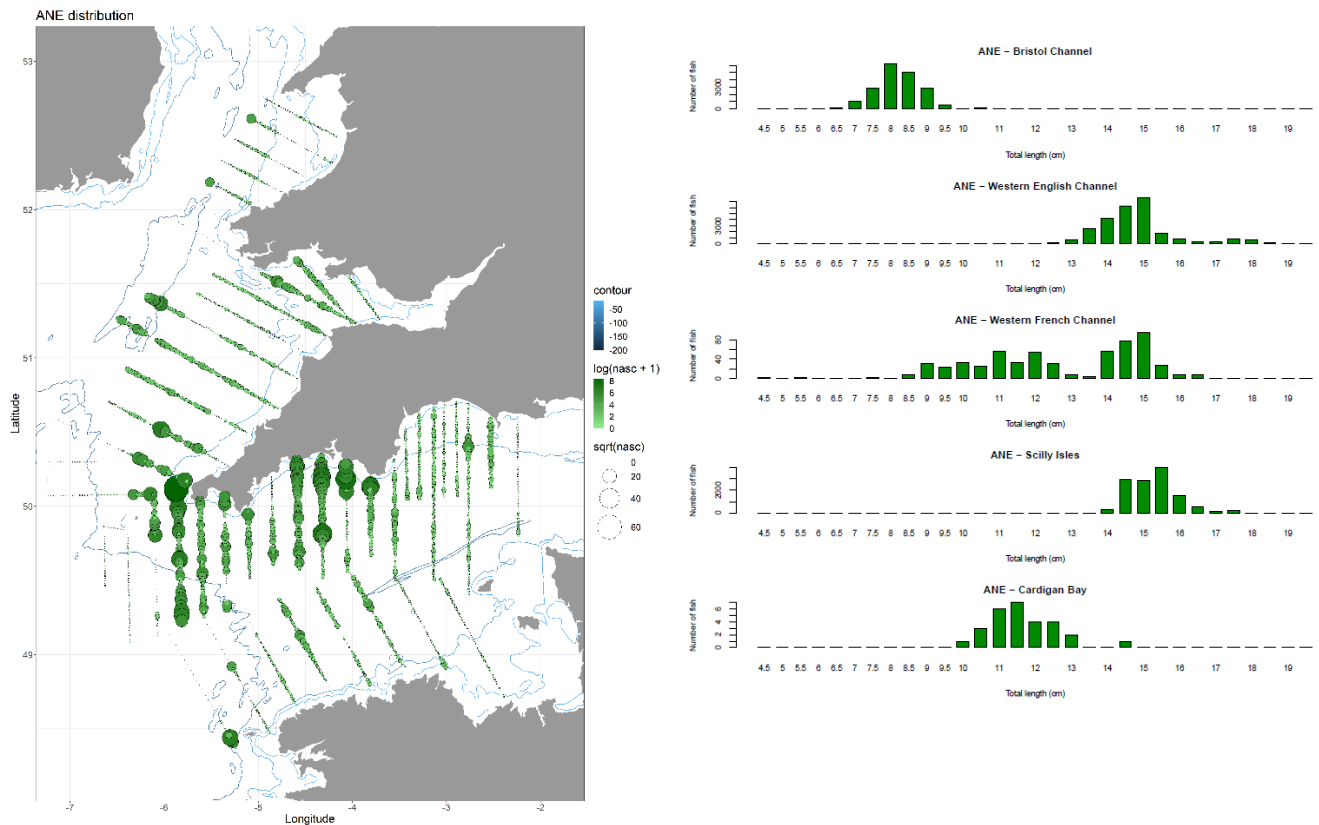 ANE distribution
53
52
51
50
49
-7
-6
-5
-4
-3
-2
Latitude
Longitude
contour
-50
-100
-150
-200
log(nasc + 1)
8
6
4
2
0
sqrt(nasc)
0
20
40
60
ANE − Bristol Channel
Number of fish
0 3000
4.5 5 5.5 6 6.5 7 7.5 8 8.5 9 9.5 10 11 12 13 14 15 16 17 18 19
Total length (cm)
ANE − Western English Channel
Number of fish
0 3000
4.5 5 5.5 6 6.5 7 7.5 8 8.5 9 9.5 10 11 12 13 14 15 16 17 18 19
Total length (cm)
ANE − Western French Channel
Number of fish
0 40 80
4.5 5 5.5 6 6.5 7 7.5 8 8.5 9 9.5 10 11 12 13 14 15 16 17 18 19
Total length (cm)
ANE − Scilly Isles
Number of fish
0 2000
4.5 5 5.5 6 6.5 7 7.5 8 8.5 9 9.5 10 11 12 13 14 15 16 17 18 19
Total length (cm)
ANE − Cardigan Bay
Number of fish
0 2 4 6
4.5 5 5.5 6 6.5 7 7.5 8 8.5 9 9.5 10 11 12 13 14 15 16 17 18 19
Total length (cm)